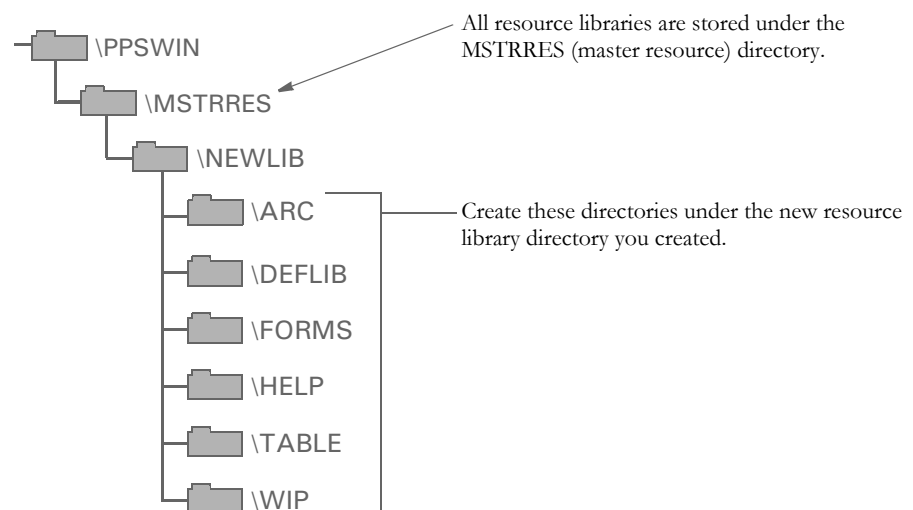 \PPSWIN
All resource libraries are stored under the
MSTRRES (master resource) directory.
\MSTRRES
\NEWLIB
\ARC
Create these directories under the new resource
library directory you created.
\DEFLIB
\FORMS
\HELP
\TABLE
\WIP